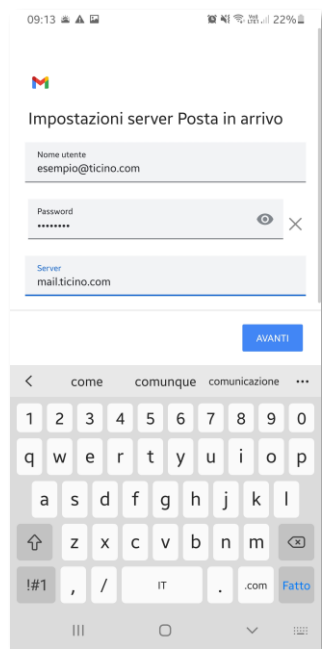 09:13
22%
Impostazioni server Posta in arrivo
Nome utente
esempio@ticino.com
Password
••••••••
Server
mail.ticino.com
AVANTI
come comunque comunicazione •••
1 2 3 4 5 6 7 8 9 0
q w e r t y u i o p
a s d f g h j k l
z x c v b n m
!#1 , / IT . .com Fatto